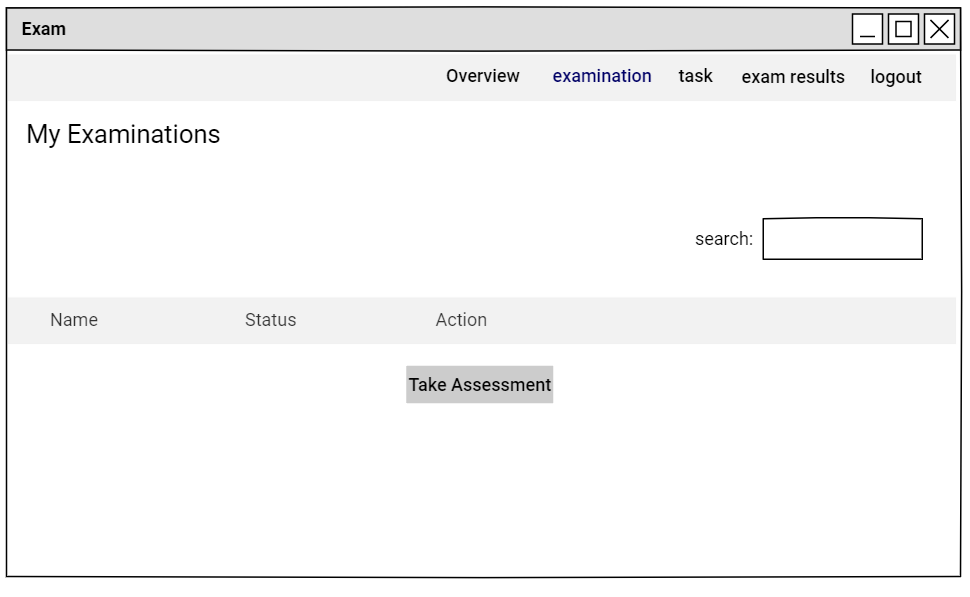 Exam
Overview examination task exam results logout
My Examinations
search:
Name Status Action
Take Assessment